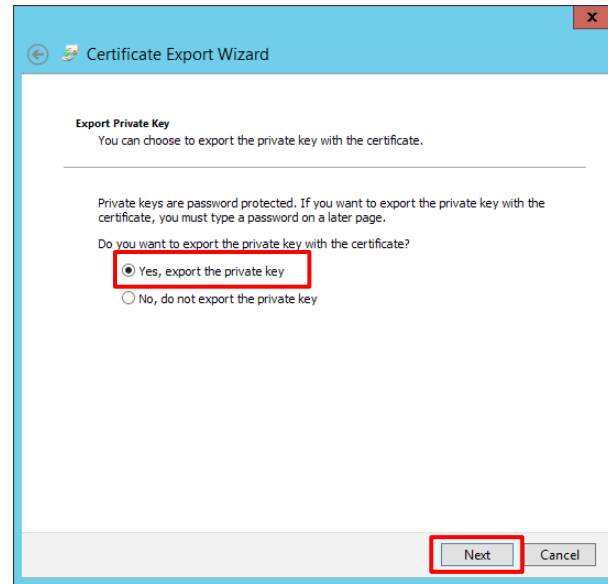 x
Certificate Export Wizard
Export Private Key
You can choose to export the private key with the certificate.
Private keys are password protected. If you want to export the private key with the
certificate, you must type a password on a later page.
Do you want to export the private key with the certificate?
Yes, export the private key
No, do not export the private key
Next Cancel